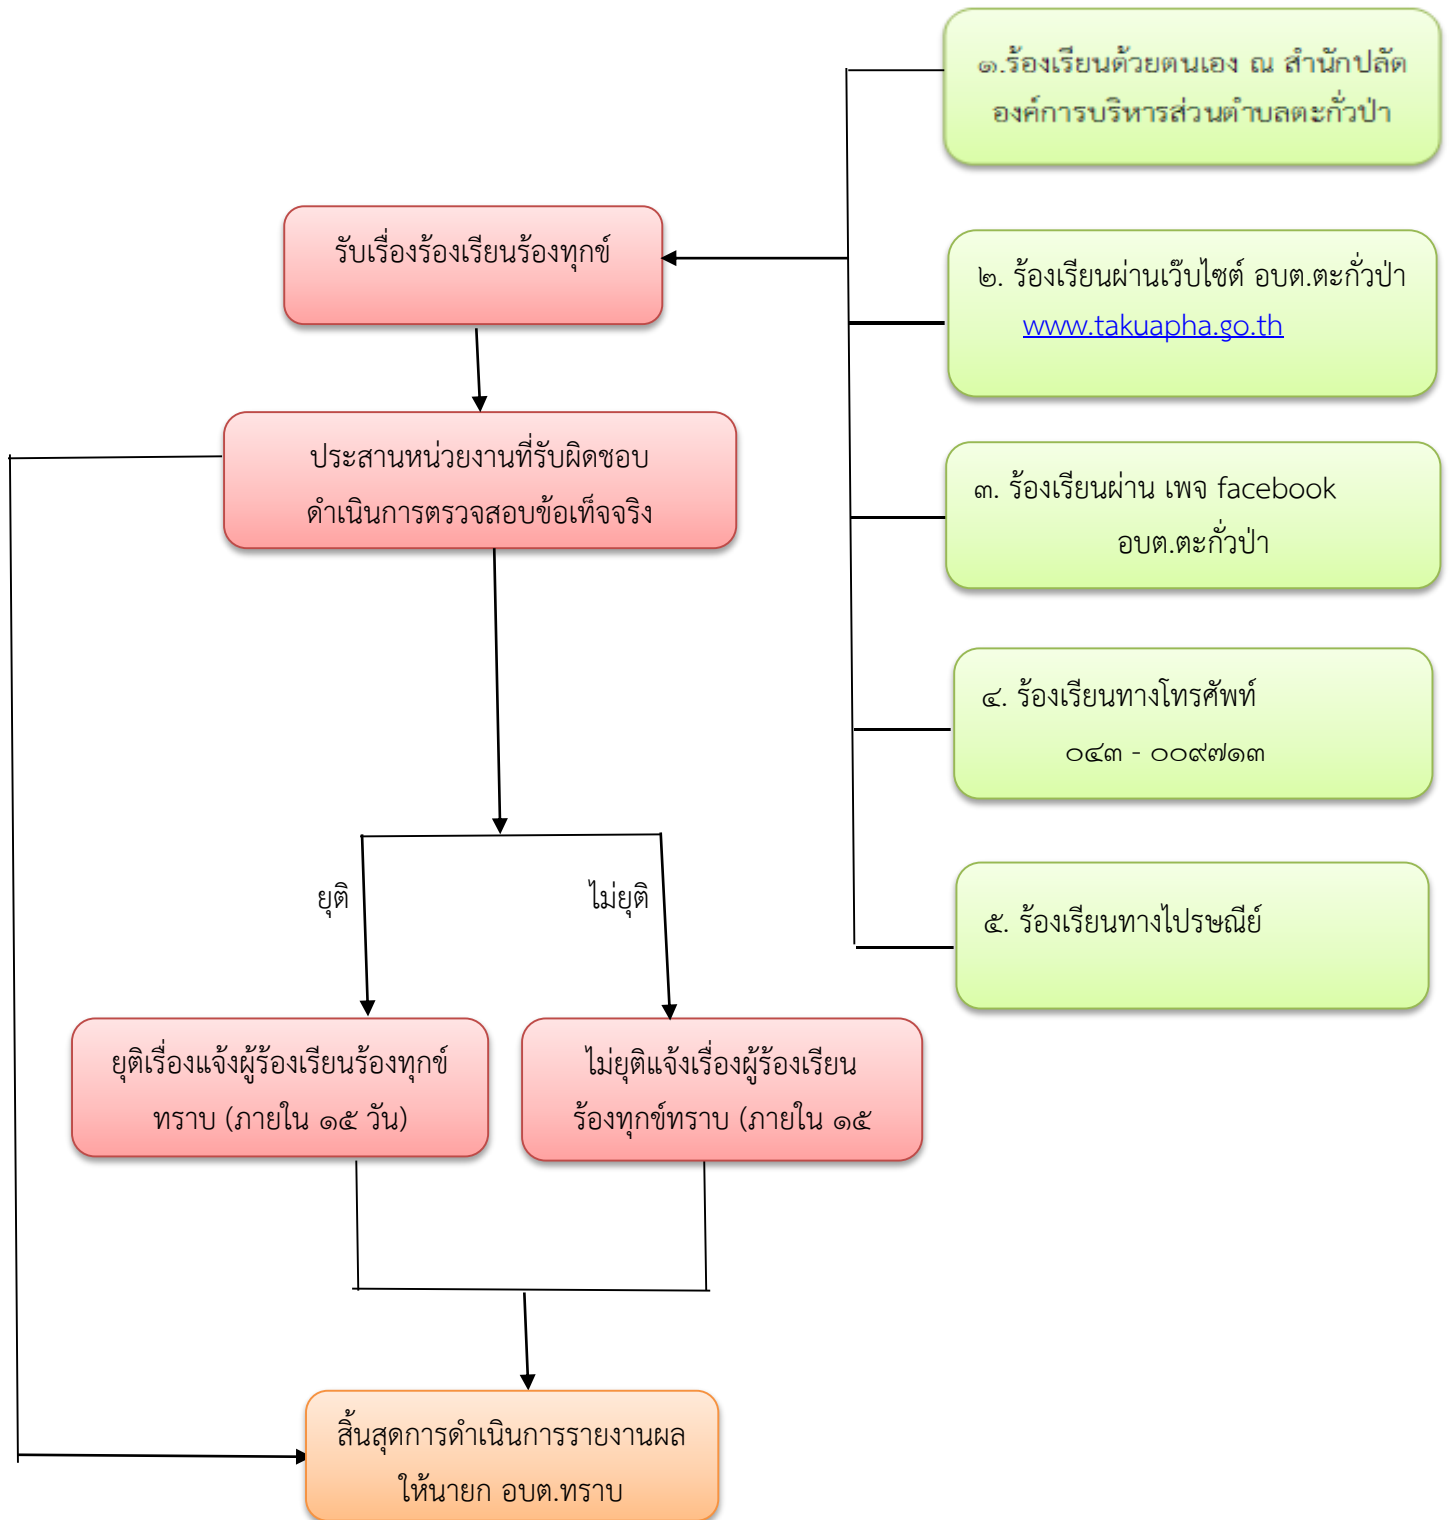 ๑.ร้องเรียนด้วยตนเอง ณ สำนักปลัด
องค์การบริหารส่วนตำบลตะกั่วป่า
รับเรื่องร้องเรียนร้องทุกข์
๒. ร้องเรียนผ่านเว๊บไซต์ อบต.ตะกั่วป่า
www.takuapha.go.th
ประสานหน่วยงานที่รับผิดชอบ
ดำเนินการตรวจสอบข้อเท็จจริง
๓. ร้องเรียนผ่าน เพจ facebook
อบต.ตะกั่วป่า
๔. ร้องเรียนทางโทรศัพท์
๐๔๓ - ๐๐๙๗๑๓
ยุติ
ไม่ยุติ
๕. ร้องเรียนทางไปรษณีย์
ยุติเรื่องแจ้งผู้ร้องเรียนร้องทุกข์
ทราบ (ภายใน ๑๕ วัน)
ไม่ยุติแจ้งเรื่องผู้ร้องเรียน
ร้องทุกข์ทราบ (ภายใน ๑๕
สิ้นสุดการดำเนินการรายงานผล
ให้นายก อบต.ทราบ